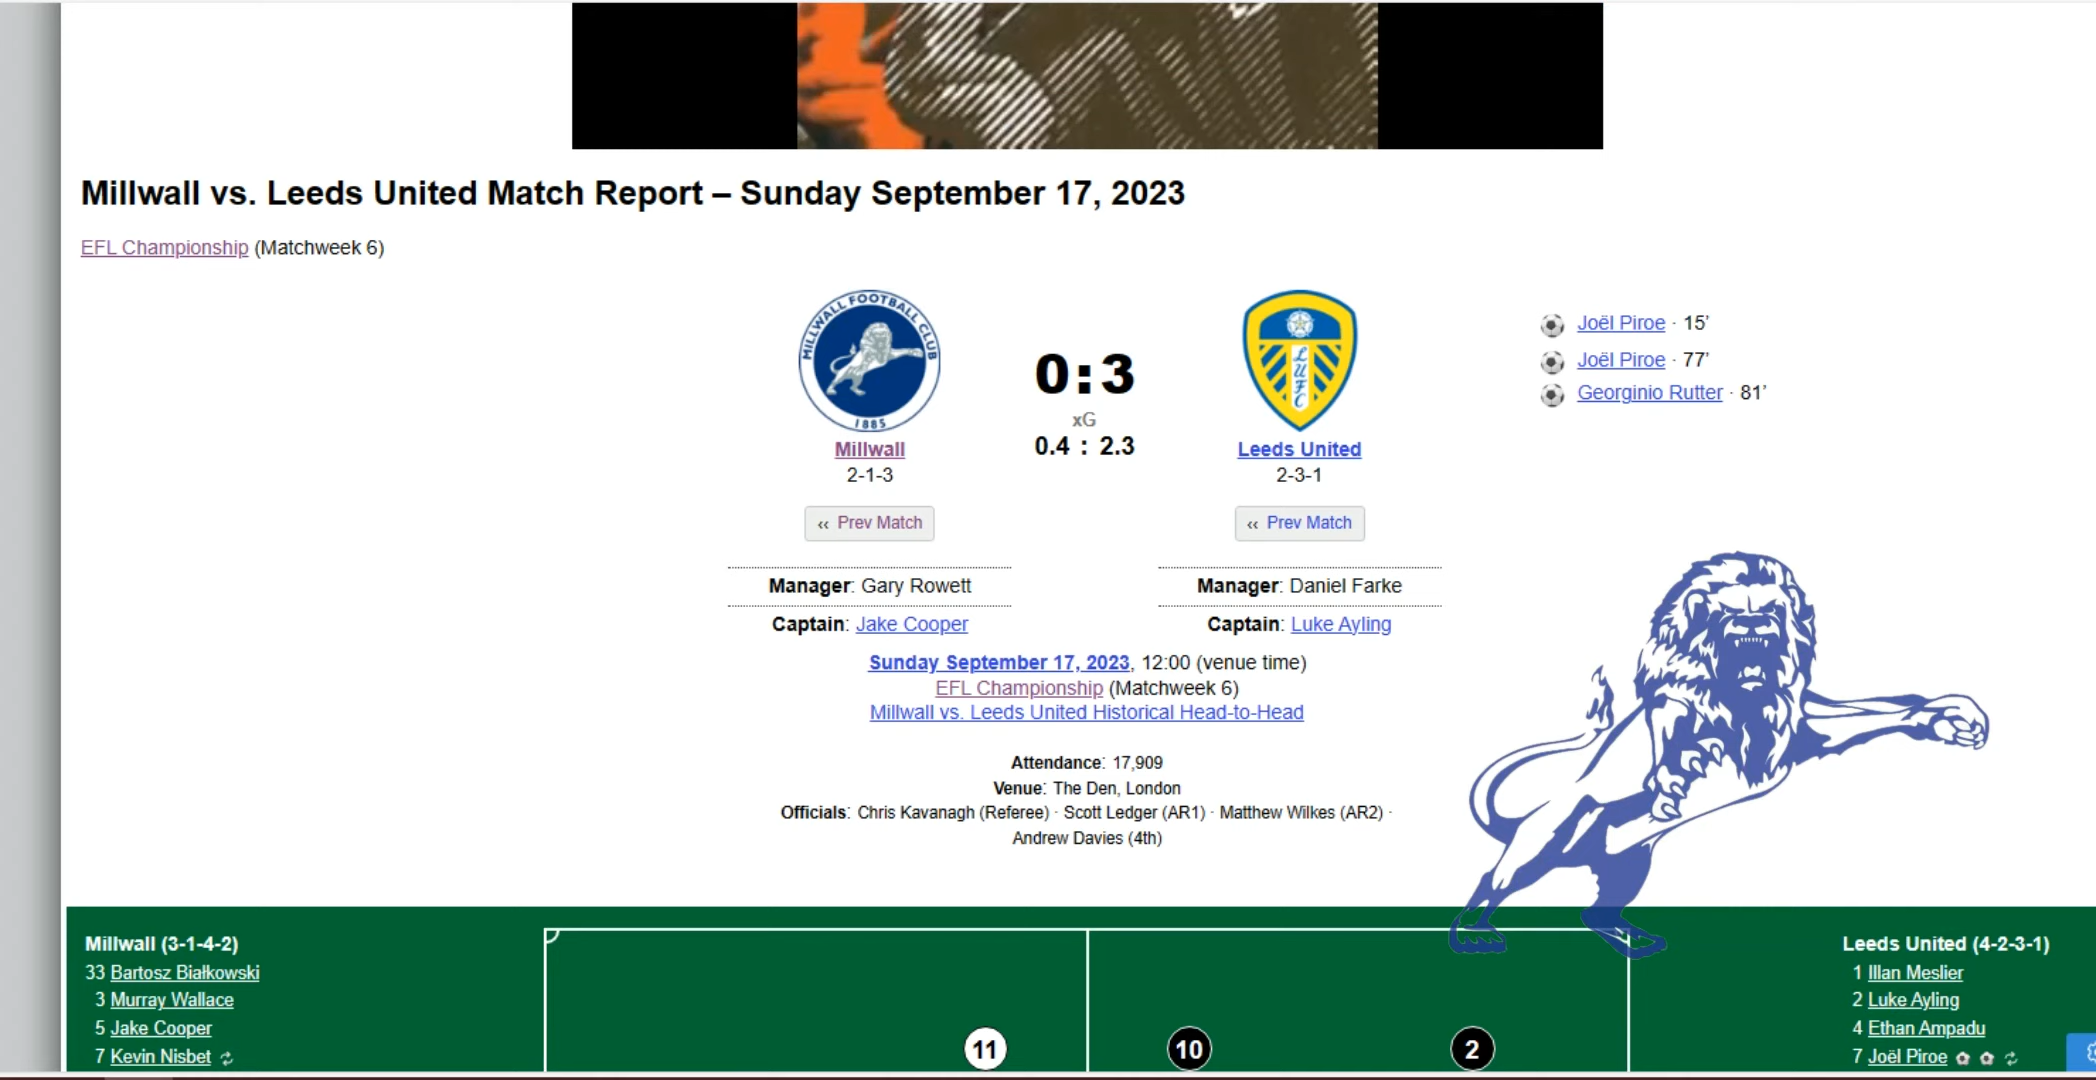 Millwall vs. Leeds United Match Report – Sunday September 17, 2023
EFL Championship (Matchweek 6)
MILLWALL FOOTBALL CLUB
1885
LUFC
0:3
xG
0.4 : 2.3
Millwall
2-1-3
Leeds United
2-3-1
Joël Piroe · 15’
Joël Piroe · 77’
Georginio Rutter · 81’
‹‹ Prev Match
‹‹ Prev Match
Manager: Gary Rowett
Captain: Jake Cooper
Manager: Daniel Farke
Captain: Luke Ayling
Sunday September 17, 2023, 12:00 (venue time)
EFL Championship (Matchweek 6)
Millwall vs. Leeds United Historical Head-to-Head
Attendance: 17,909
Venue: The Den, London
Officials: Chris Kavanagh (Referee) · Scott Ledger (AR1) · Matthew Wilkes (AR2) ·
Andrew Davies (4th)
Millwall (3-1-4-2)
33 Bartosz Białkowski
3 Murray Wallace
5 Jake Cooper
7 Kevin Nisbet
11
10
2
Leeds United (4-2-3-1)
1 Illan Meslier
2 Luke Ayling
4 Ethan Ampadu
7 Joël Piroe